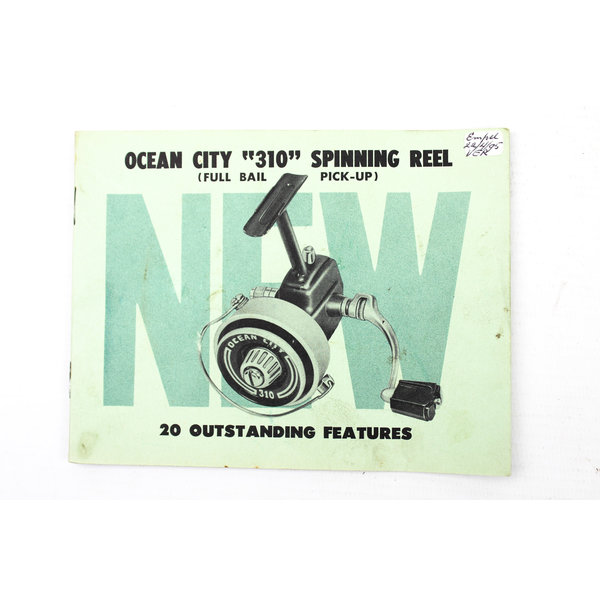 OCEAN CITY "310" SPINNING REEL
(FULL BAIL PICK-UP)
NEW
OCEAN CITY
310
20 OUTSTANDING FEATURES